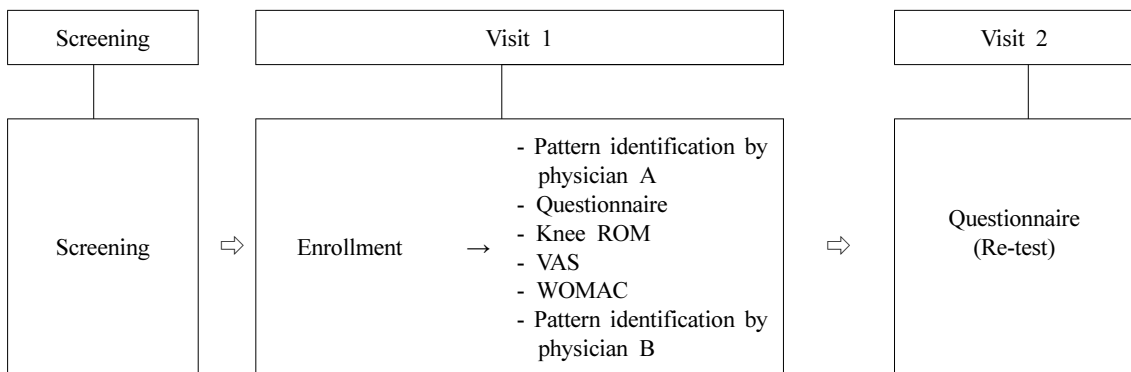 Screening
Visit 1
Visit 2
Screening
⇨
Enrollment
→
- Pattern identification by
physician A
- Questionnaire
- Knee ROM
- VAS
- WOMAC
- Pattern identification by
physician B
⇨
Questionnaire
(Re-test)